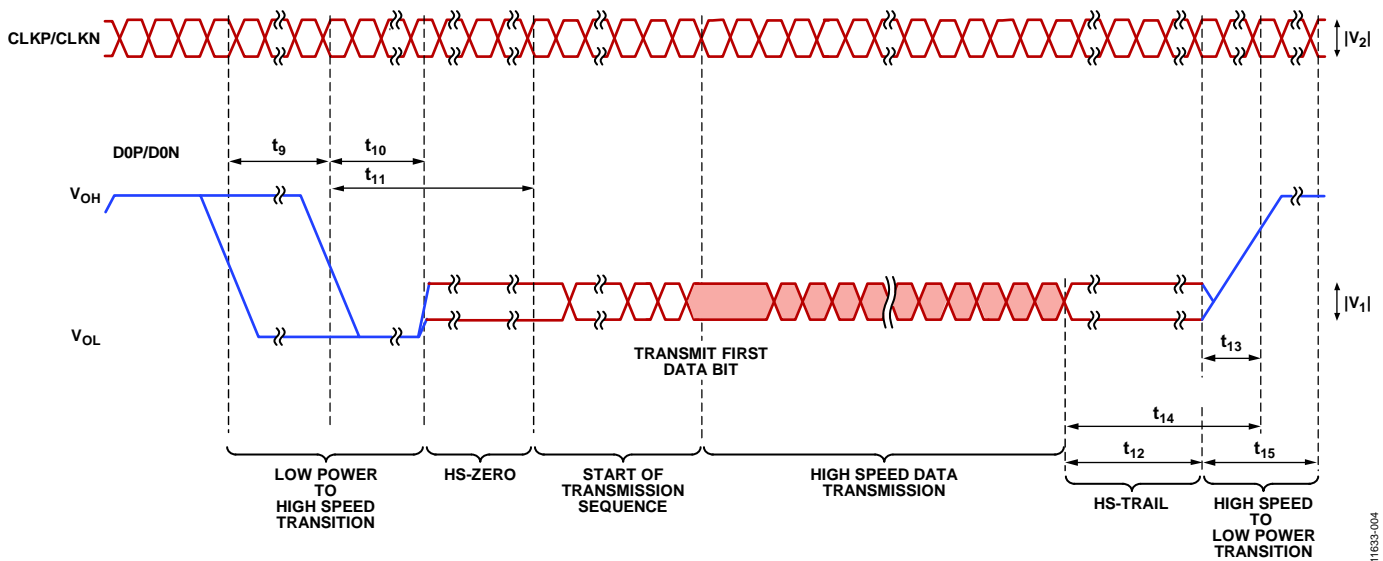 CLKP/CLKN
|V2|
D0P/D0N
t9
t10
t11
VOH
VOL
|V1|
TRANSMIT FIRST
DATA BIT
t13
t14
t12
t15
LOW POWER
TO
HIGH SPEED
TRANSITION
HS-ZERO
START OF
TRANSMISSION
SEQUENCE
HIGH SPEED DATA
TRANSMISSION
HS-TRAIL
HIGH SPEED
TO
LOW POWER
TRANSITION
11633-004